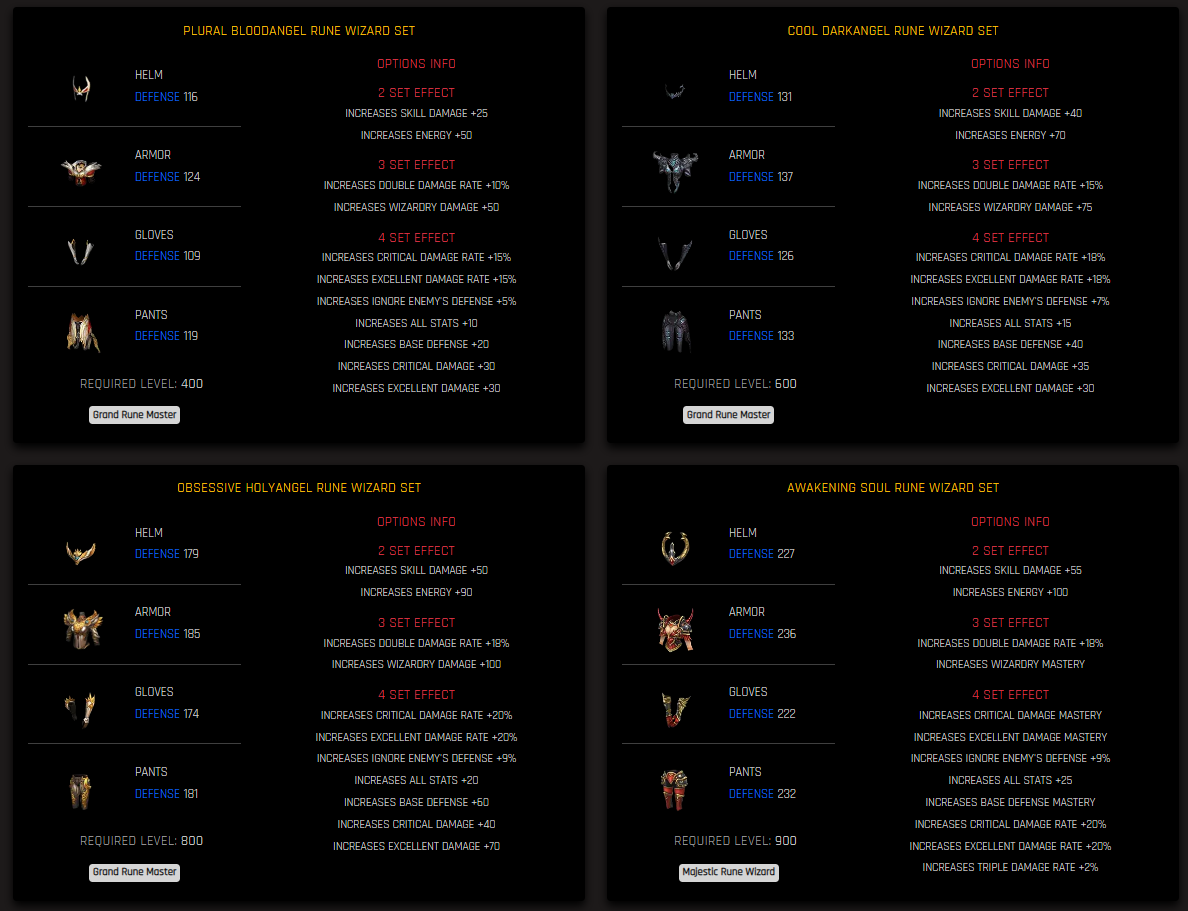 PLURAL BLOODANGEL RUNE WIZARD SET
HELM
DEFENSE 116
ARMOR
DEFENSE 124
GLOVES
DEFENSE 109
PANTS
DEFENSE 119
REQUIRED LEVEL: 400
Grand Rune Master
OPTIONS INFO
2 SET EFFECT
INCREASES SKILL DAMAGE +25
INCREASES ENERGY +50
3 SET EFFECT
INCREASES DOUBLE DAMAGE RATE +10%
INCREASES WIZARDRY DAMAGE +50
4 SET EFFECT
INCREASES CRITICAL DAMAGE RATE +15%
INCREASES EXCELLENT DAMAGE RATE +15%
INCREASES IGNORE ENEMY'S DEFENSE +5%
INCREASES ALL STATS +10
INCREASES BASE DEFENSE +20
INCREASES CRITICAL DAMAGE +30
INCREASES EXCELLENT DAMAGE +30
COOL DARKANGEL RUNE WIZARD SET
HELM
DEFENSE 131
ARMOR
DEFENSE 137
GLOVES
DEFENSE 126
PANTS
DEFENSE 133
REQUIRED LEVEL: 600
Grand Rune Master
OPTIONS INFO
2 SET EFFECT
INCREASES SKILL DAMAGE +40
INCREASES ENERGY +70
3 SET EFFECT
INCREASES DOUBLE DAMAGE RATE +15%
INCREASES WIZARDRY DAMAGE +75
4 SET EFFECT
INCREASES CRITICAL DAMAGE RATE +18%
INCREASES EXCELLENT DAMAGE RATE +18%
INCREASES IGNORE ENEMY'S DEFENSE +7%
INCREASES ALL STATS +15
INCREASES BASE DEFENSE +40
INCREASES CRITICAL DAMAGE +35
INCREASES EXCELLENT DAMAGE +30
OBSESSIVE HOLYANGEL RUNE WIZARD SET
HELM
DEFENSE 179
ARMOR
DEFENSE 185
GLOVES
DEFENSE 174
PANTS
DEFENSE 181
REQUIRED LEVEL: 800
Grand Rune Master
OPTIONS INFO
2 SET EFFECT
INCREASES SKILL DAMAGE +50
INCREASES ENERGY +90
3 SET EFFECT
INCREASES DOUBLE DAMAGE RATE +18%
INCREASES WIZARDRY DAMAGE +100
4 SET EFFECT
INCREASES CRITICAL DAMAGE RATE +20%
INCREASES EXCELLENT DAMAGE RATE +20%
INCREASES IGNORE ENEMY'S DEFENSE +9%
INCREASES ALL STATS +20
INCREASES BASE DEFENSE +60
INCREASES CRITICAL DAMAGE +40
INCREASES EXCELLENT DAMAGE +70
AWAKENING SOUL RUNE WIZARD SET
HELM
DEFENSE 227
ARMOR
DEFENSE 236
GLOVES
DEFENSE 222
PANTS
DEFENSE 232
REQUIRED LEVEL: 900
Majestic Rune Wizard
OPTIONS INFO
2 SET EFFECT
INCREASES SKILL DAMAGE +55
INCREASES ENERGY +100
3 SET EFFECT
INCREASES DOUBLE DAMAGE RATE +18%
INCREASES WIZARDRY MASTERY
4 SET EFFECT
INCREASES CRITICAL DAMAGE MASTERY
INCREASES EXCELLENT DAMAGE MASTERY
INCREASES IGNORE ENEMY'S DEFENSE +9%
INCREASES ALL STATS +25
INCREASES BASE DEFENSE MASTERY
INCREASES CRITICAL DAMAGE RATE +20%
INCREASES EXCELLENT DAMAGE RATE +20%
INCREASES TRIPLE DAMAGE RATE +2%